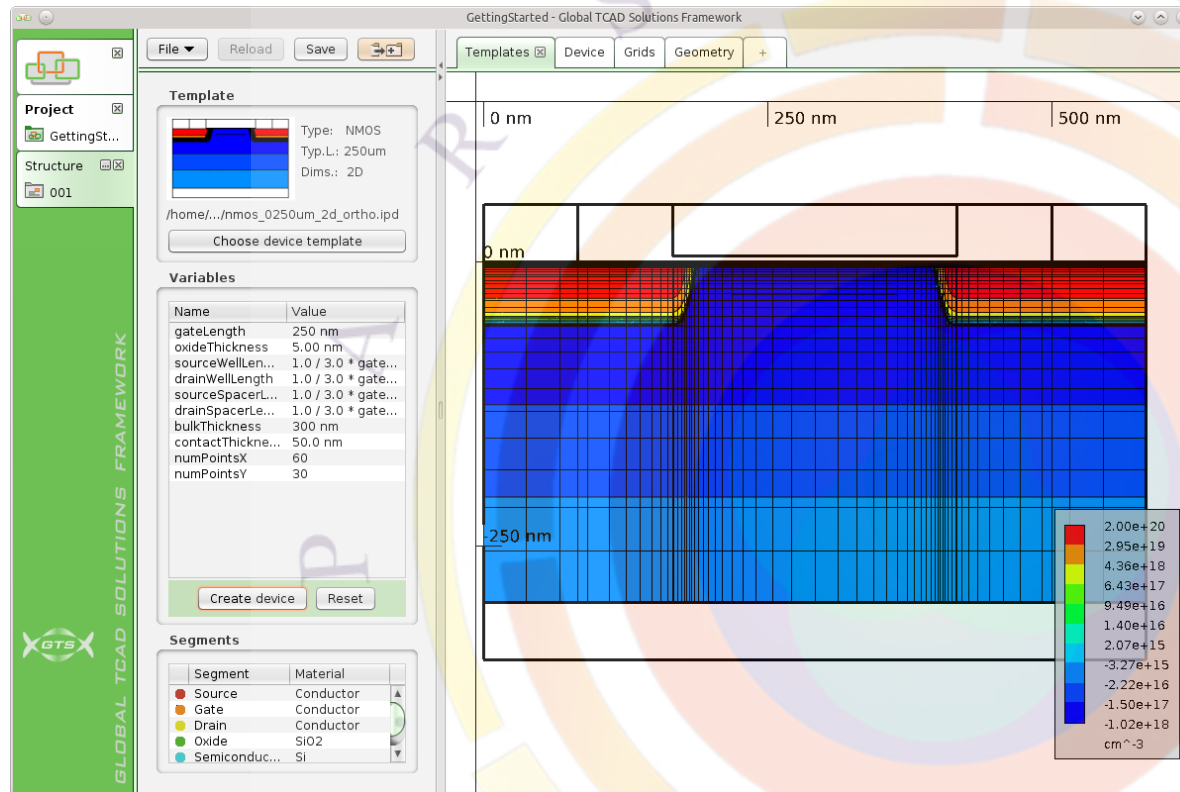 GettingStarted - Global TCAD Solutions Framework
File Reload Save
Templates Device Grids Geometry +
Project
GettingSt...
Structure
001
GLOBAL TCAD SOLUTIONS FRAMEWORK
GTS
Template
Type: NMOS
Typ.L.: 250um
Dims.: 2D
/home/.../nmos_0250um_2d_ortho.ipd
Choose device template
Variables
Name Value
gateLength 250 nm
oxideThickness 5.00 nm
sourceWellLen... 1.0 / 3.0 * gate...
drainWellLength 1.0 / 3.0 * gate...
sourceSpacerL... 1.0 / 3.0 * gate...
drainSpacerLe... 1.0 / 3.0 * gate...
bulkThickness 300 nm
contactThickne... 50.0 nm
numPointsX 60
numPointsY 30
Create device Reset
Segments
Segment Material
Source Conductor
Gate Conductor
Drain Conductor
Oxide SiO2
Semiconduc... Si
0 nm 250 nm 500 nm
0 nm
-250 nm
2.00e+20
2.95e+19
4.36e+18
6.43e+17
9.49e+16
1.40e+16
2.07e+15
-3.27e+15
-2.22e+16
-1.50e+17
-1.02e+18
cm^-3
P A R S